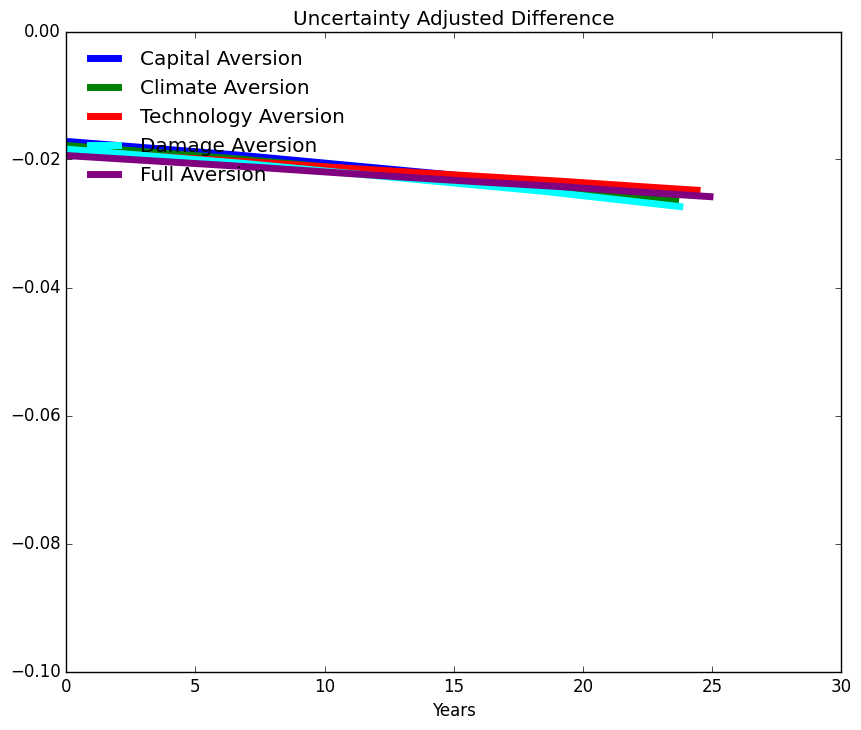 Uncertainty Adjusted Difference
0.00
Capital Aversion
Climate Aversion
Technology Aversion
Damage Aversion
−0.02
Full Aversion
−0.04
−0.06
−0.08
−0.10
0 5 10 15 20 25 30
Years